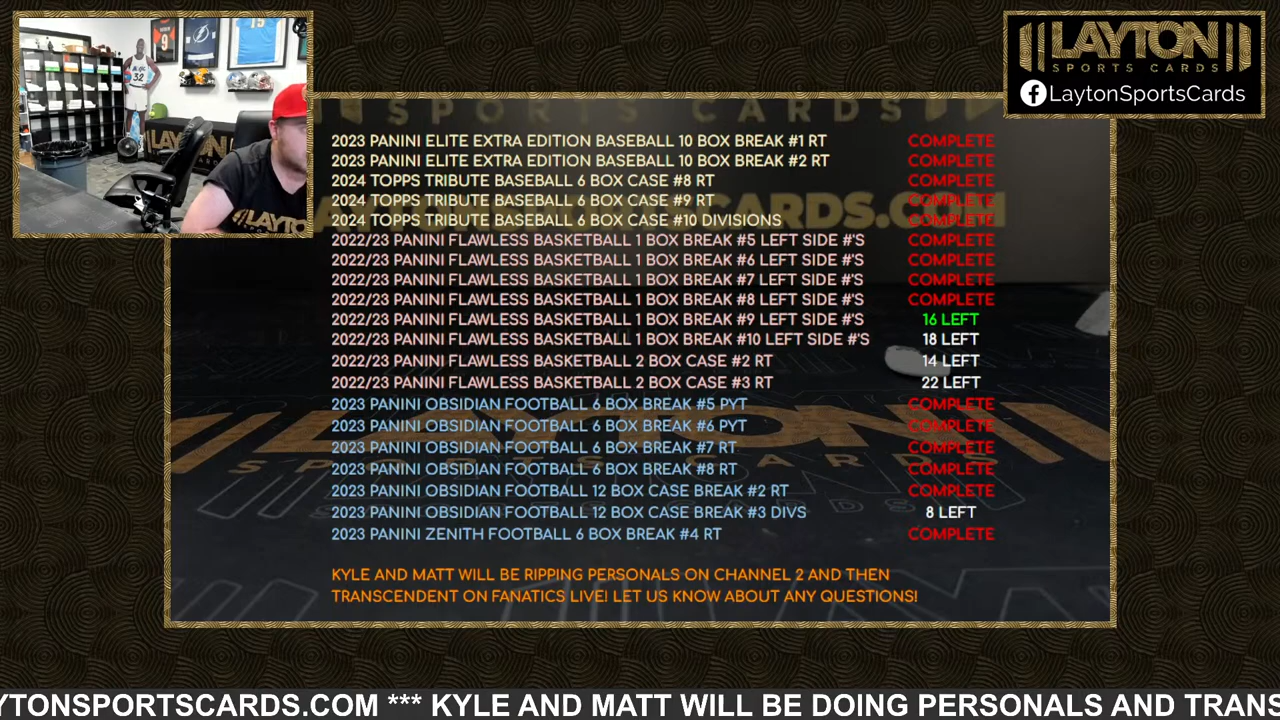 LAYTON
SPORTS CARDS
LaytonSportsCards
SPORTS CARDS
2023 PANINI ELITE EXTRA EDITION BASEBALL 10 BOX BREAK #1 RT COMPLETE
2023 PANINI ELITE EXTRA EDITION BASEBALL 10 BOX BREAK #2 RT COMPLETE
2024 TOPPS TRIBUTE BASEBALL 6 BOX CASE #8 RT COMPLETE
2024 TOPPS TRIBUTE BASEBALL 6 BOX CASE #9 RT COMPLETE
2024 TOPPS TRIBUTE BASEBALL 6 BOX CASE #10 DIVISIONS COMPLETE
2022/23 PANINI FLAWLESS BASKETBALL 1 BOX BREAK #5 LEFT SIDE #'S COMPLETE
2022/23 PANINI FLAWLESS BASKETBALL 1 BOX BREAK #6 LEFT SIDE #'S COMPLETE
2022/23 PANINI FLAWLESS BASKETBALL 1 BOX BREAK #7 LEFT SIDE #'S COMPLETE
2022/23 PANINI FLAWLESS BASKETBALL 1 BOX BREAK #8 LEFT SIDE #'S COMPLETE
2022/23 PANINI FLAWLESS BASKETBALL 1 BOX BREAK #9 LEFT SIDE #'S 16 LEFT
2022/23 PANINI FLAWLESS BASKETBALL 1 BOX BREAK #10 LEFT SIDE #'S 18 LEFT
2022/23 PANINI FLAWLESS BASKETBALL 2 BOX CASE #2 RT 14 LEFT
2022/23 PANINI FLAWLESS BASKETBALL 2 BOX CASE #3 RT 22 LEFT
2023 PANINI OBSIDIAN FOOTBALL 6 BOX BREAK #5 PYT COMPLETE
2023 PANINI OBSIDIAN FOOTBALL 6 BOX BREAK #6 PYT COMPLETE
2023 PANINI OBSIDIAN FOOTBALL 6 BOX BREAK #7 RT COMPLETE
2023 PANINI OBSIDIAN FOOTBALL 6 BOX BREAK #8 RT COMPLETE
2023 PANINI OBSIDIAN FOOTBALL 12 BOX CASE BREAK #2 RT COMPLETE
2023 PANINI OBSIDIAN FOOTBALL 12 BOX CASE BREAK #3 DIVS 8 LEFT
2023 PANINI ZENITH FOOTBALL 6 BOX BREAK #4 RT COMPLETE
KYLE AND MATT WILL BE RIPPING PERSONALS ON CHANNEL 2 AND THEN
TRANSCENDENT ON FANATICS LIVE! LET US KNOW ABOUT ANY QUESTIONS!
YTONSPORTSCARDS.COM *** KYLE AND MATT WILL BE DOING PERSONALS AND TRANS